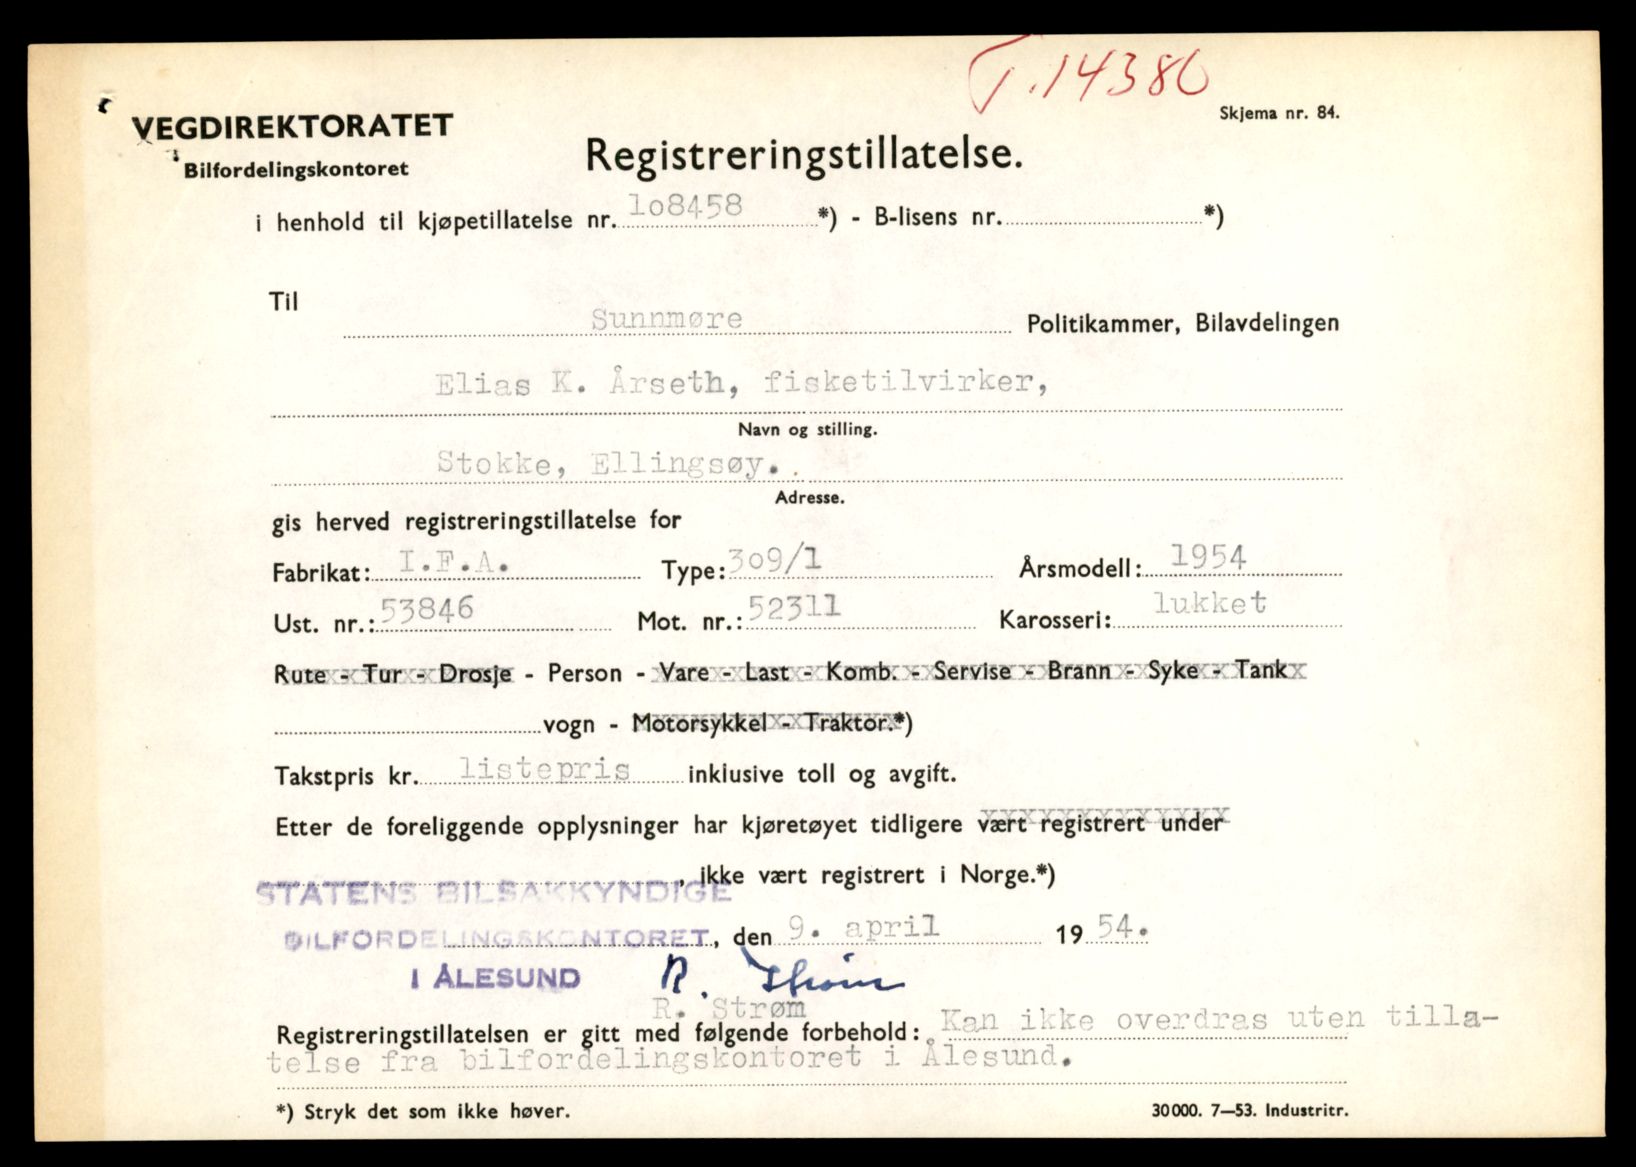 T.14380
VEGDIREKTORATET
Bilfordelingskontoret
Skjema nr. 84.
Registreringstillatelse.
i henhold til kjøpetillatelse nr. 1o8458 *) - B-lisens nr. *)
Til
Sunnmøre Politikammer, Bilavdelingen
Elias K. Årseth, fisketilvirker,
Navn og stilling.
Stokke, Ellingsøy.
Adresse.
gis herved registreringstillatelse for
Fabrikat: I.F.A. Type: 3o9/1 Årsmodell: 1954
Ust. nr.: 53846 Mot. nr.: 52311 Karosseri: lukket
Rute - Tur - Drosje - Person - Vare - Last - Komb. - Servise - Brann - Syke - Tank
vogn - Motorsykkel - Traktor.*)
Takstpris kr. listepris inklusive toll og avgift.
Etter de foreliggende opplysninger har kjøretøyet tidligere vært registrert under
, ikke vært registrert i Norge.*)
STATENS BILSAKKYNDIGE
BILFORDELINGSKONTORET, den 9. april 1954.
I ÅLESUND R. Strøm
R. Strøm
Registreringstillatelsen er gitt med følgende forbehold: Kan ikke overdras uten tilla-
telse fra bilfordelingskontoret i Ålesund.
*) Stryk det som ikke høver.
30000. 7—53. Industritr.